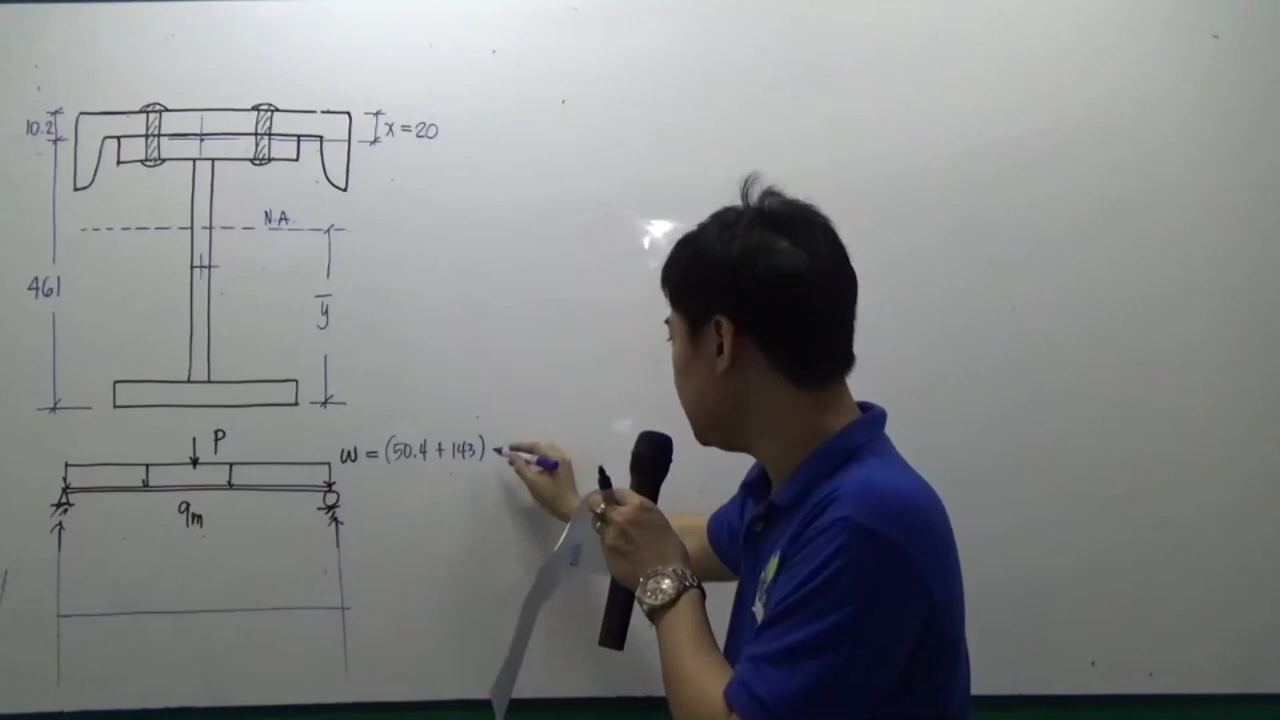 10.2
x = 20
N.A.
461
y̅
P
w = (50.4 + 143)
9m